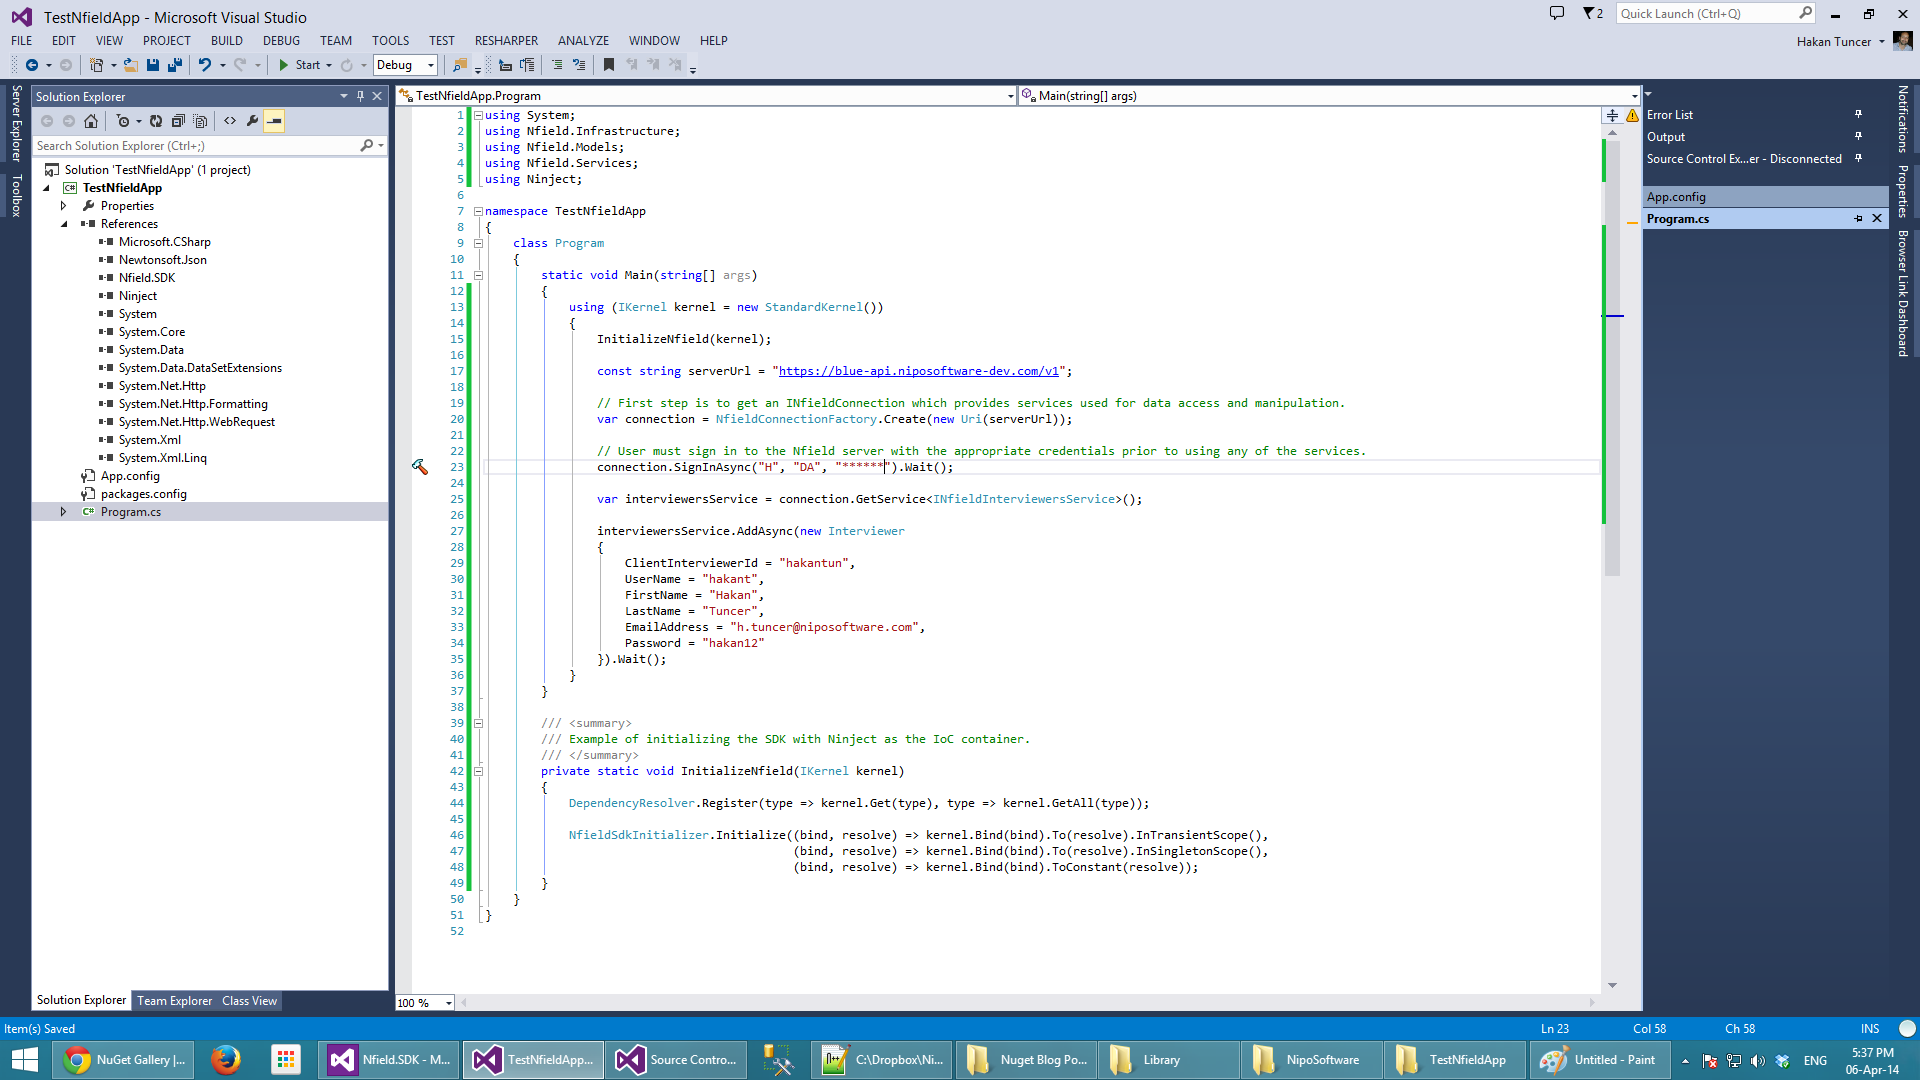 TestNfieldApp - Microsoft Visual Studio
2
Quick Launch (Ctrl+Q)
FILE EDIT VIEW PROJECT BUILD DEBUG TEAM TOOLS TEST RESHARPER ANALYZE WINDOW HELP
Hakan Tuncer
Start
Debug
Server Explorer
Toolbox
Solution Explorer
Search Solution Explorer (Ctrl+;)
Solution 'TestNfieldApp' (1 project)
TestNfieldApp
Properties
References
Microsoft.CSharp
Newtonsoft.Json
Nfield.SDK
Ninject
System
System.Core
System.Data
System.Data.DataSetExtensions
System.Net.Http
System.Net.Http.Formatting
System.Net.Http.WebRequest
System.Xml
System.Xml.Linq
App.config
packages.config
Program.cs
Solution Explorer Team Explorer Class View
TestNfieldApp.Program
Main(string[] args)
1 using System;
2 using Nfield.Infrastructure;
3 using Nfield.Models;
4 using Nfield.Services;
5 using Ninject;
6
7 namespace TestNfieldApp
8 {
9 class Program
10 {
11 static void Main(string[] args)
12 {
13 using (IKernel kernel = new StandardKernel())
14 {
15 InitializeNfield(kernel);
16
17 const string serverUrl = "https://blue-api.niposoftware-dev.com/v1";
18
19 // First step is to get an INfieldConnection which provides services used for data access and manipulation.
20 var connection = NfieldConnectionFactory.Create(new Uri(serverUrl));
21
22 // User must sign in to the Nfield server with the appropriate credentials prior to using any of the services.
23 connection.SignInAsync("H", "DA", "******").Wait();
24
25 var interviewersService = connection.GetService<INfieldInterviewersService>();
26
27 interviewersService.AddAsync(new Interviewer
28 {
29 ClientInterviewerId = "hakantun",
30 UserName = "hakant",
31 FirstName = "Hakan",
32 LastName = "Tuncer",
33 EmailAddress = "h.tuncer@niposoftware.com",
34 Password = "hakan12"
35 }).Wait();
36 }
37 }
38
39 /// <summary>
40 /// Example of initializing the SDK with Ninject as the IoC container.
41 /// </summary>
42 private static void InitializeNfield(IKernel kernel)
43 {
44 DependencyResolver.Register(type => kernel.Get(type), type => kernel.GetAll(type));
45
46 NfieldSdkInitializer.Initialize((bind, resolve) => kernel.Bind(bind).To(resolve).InTransientScope(),
47 (bind, resolve) => kernel.Bind(bind).To(resolve).InSingletonScope(),
48 (bind, resolve) => kernel.Bind(bind).ToConstant(resolve));
49 }
50 }
51 }
52
100 %
Error List
Output
Source Control Ex...er - Disconnected
App.config
Program.cs
Notifications
Properties
Browser Link Dashboard
Item(s) Saved
Ln 23 Col 58 Ch 58 INS
NuGet Gallery |...
Nfield.SDK - M...
TestNfieldApp...
Source Contro...
C:\Dropbox\Ni...
Nuget Blog Po...
Library
NipoSoftware
TestNfieldApp
Untitled - Paint
ENG
5:37 PM
06-Apr-14